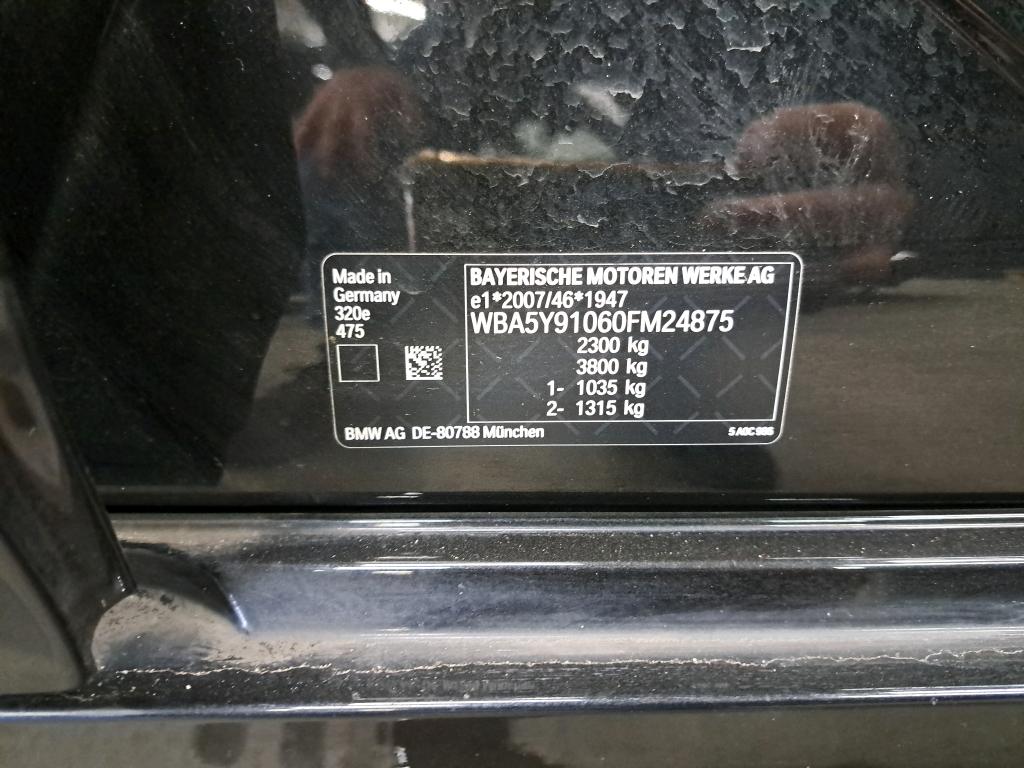 Made in
Germany
320e
475
BAYERISCHE MOTOREN WERKE AG
e1*2007/46*1947
WBA5Y91060FM24875
2300 kg
3800 kg
1- 1035 kg
2- 1315 kg
BMW AG DE-80788 München